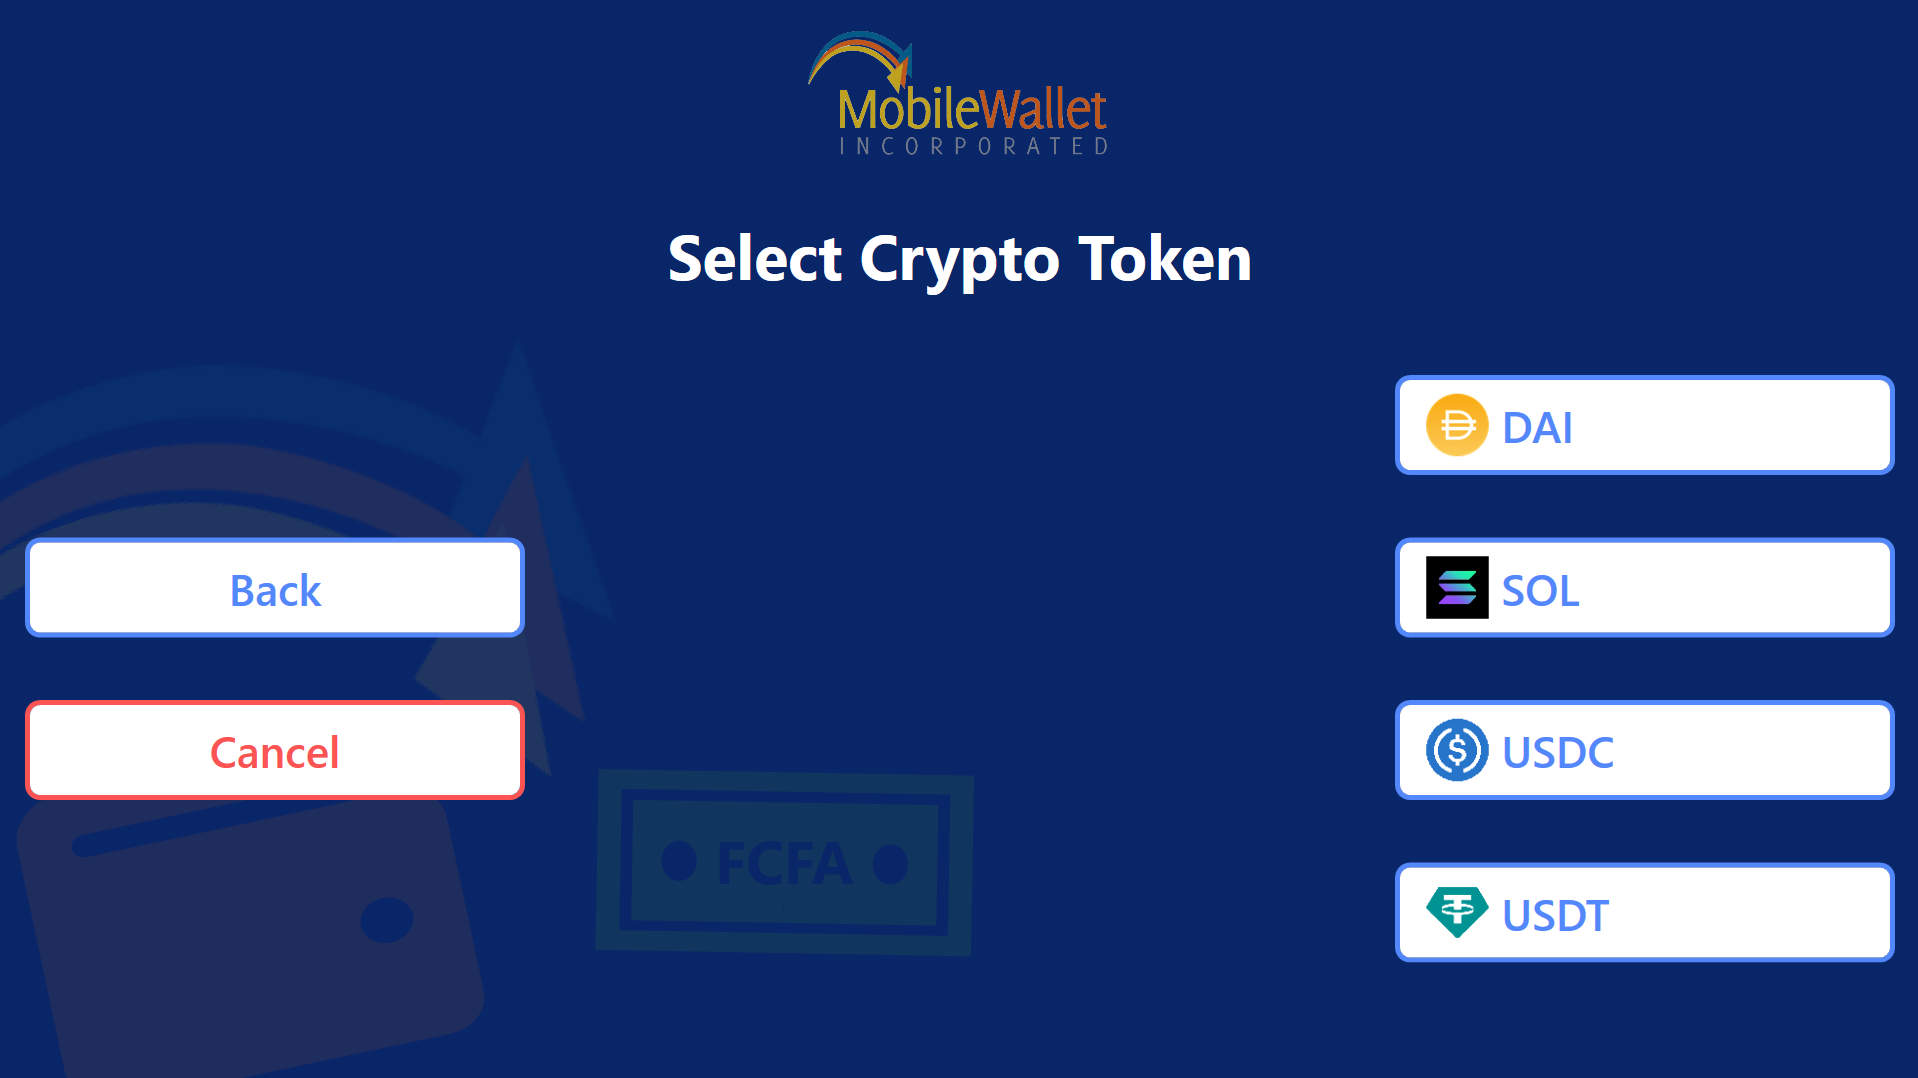 MobileWallet
INCORPORATED
Select Crypto Token
DAI
Back
SOL
Cancel
USDC
FCFA
USDT